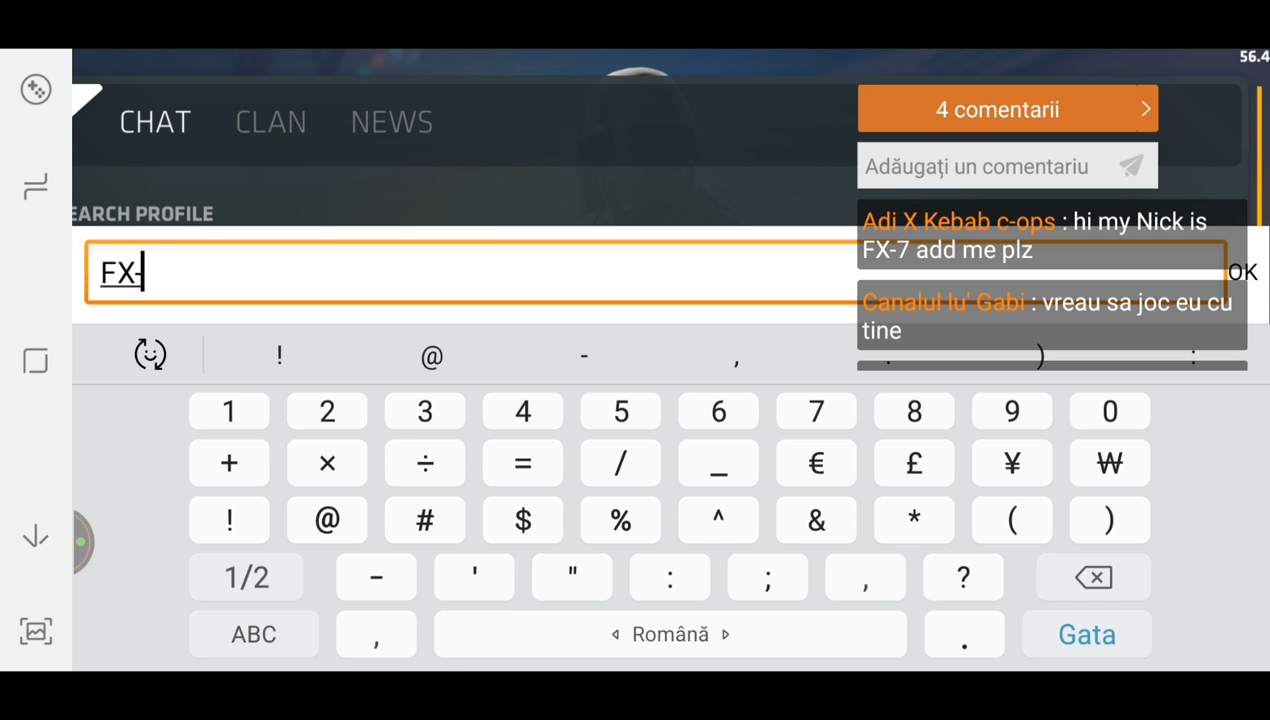 56.4
CHAT CLAN NEWS
4 comentarii
Adăugați un comentariu
EARCH PROFILE
Adi X Kebab c-ops : hi my Nick is
FX-7 add me plz
FX-
OK
Canalul lu' Gabi : vreau sa joc eu cu
tine
! @ - , . ) :
1 2 3 4 5 6 7 8 9 0
+ × ÷ = / _ € £ ¥ ₩
! @ # $ % ^ & * ( )
1/2 - ' " : ; , ?
ABC , Română . Gata